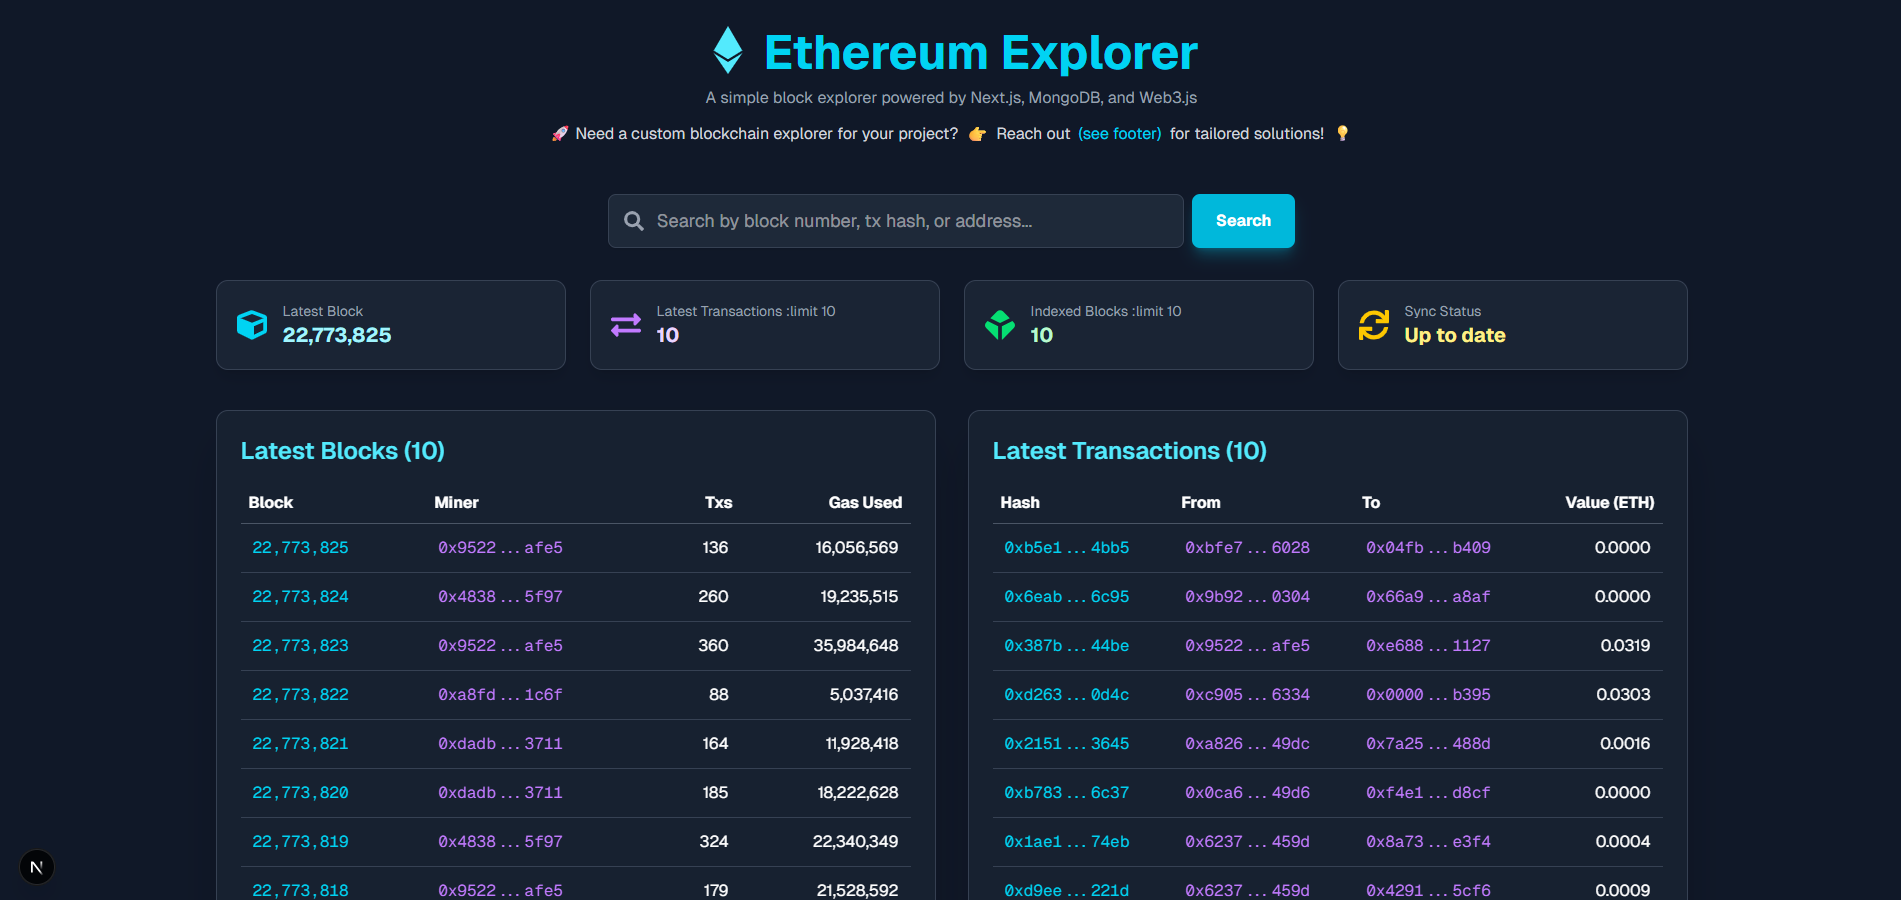 Ethereum Explorer
A simple block explorer powered by Next.js, MongoDB, and Web3.js
🚀 Need a custom blockchain explorer for your project? 👉 Reach out (see footer) for tailored solutions! 💡
Search by block number, tx hash, or address...
Search
Latest Block
22,773,825
Latest Transactions :limit 10
10
Indexed Blocks :limit 10
10
Sync Status
Up to date
Latest Blocks (10)
Block Miner Txs Gas Used
22,773,825 0x9522...afe5 136 16,056,569
22,773,824 0x4838...5f97 260 19,235,515
22,773,823 0x9522...afe5 360 35,984,648
22,773,822 0xa8fd...1c6f 88 5,037,416
22,773,821 0xdadb...3711 164 11,928,418
22,773,820 0xdadb...3711 185 18,222,628
22,773,819 0x4838...5f97 324 22,340,349
22,773,818 0x9522...afe5 179 21,528,592
Latest Transactions (10)
Hash From To Value (ETH)
0xb5e1...4bb5 0xbfe7...6028 0x04fb...b409 0.0000
0x6eab...6c95 0x9b92...0304 0x66a9...a8af 0.0000
0x387b...44be 0x9522...afe5 0xe688...1127 0.0319
0xd263...0d4c 0xc905...6334 0x0000...b395 0.0303
0x2151...3645 0xa826...49dc 0x7a25...488d 0.0016
0xb783...6c37 0x0ca6...49d6 0xf4e1...d8cf 0.0000
0x1ae1...74eb 0x6237...459d 0x8a73...e3f4 0.0004
0xd9ee...221d 0x6237...459d 0x4291...5cf6 0.0009
N